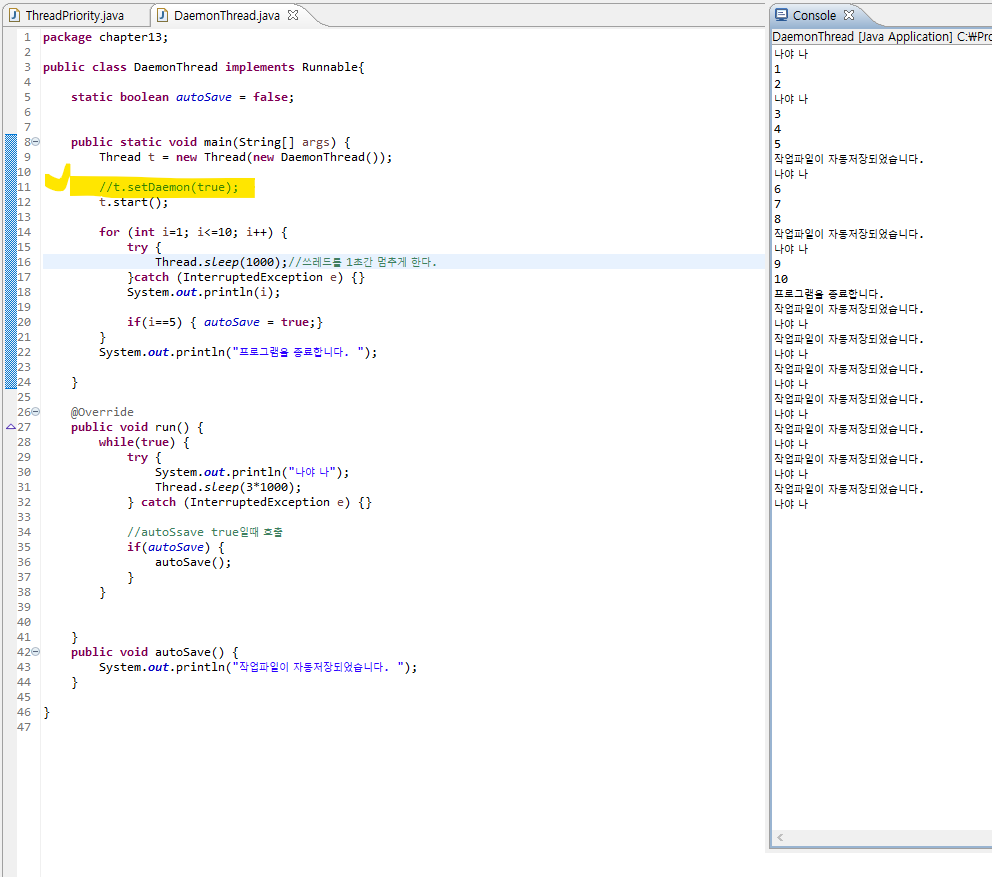 ThreadPriority.java
DaemonThread.java
1 package chapter13;
2
3 public class DaemonThread implements Runnable{
4
5 static boolean autoSave = false;
6
7
8 public static void main(String[] args) {
9 Thread t = new Thread(new DaemonThread());
10
11 //t.setDaemon(true);
12 t.start();
13
14 for (int i=1; i<=10; i++) {
15 try {
16 Thread.sleep(1000);//쓰레드를 1초간 멈추게 한다.
17 }catch (InterruptedException e) {}
18 System.out.println(i);
19
20 if(i==5) { autoSave = true;}
21 }
22 System.out.println("프로그램을 종료합니다. ");
23
24 }
25
26 @Override
27 public void run() {
28 while(true) {
29 try {
30 System.out.println("나야 나");
31 Thread.sleep(3*1000);
32 } catch (InterruptedException e) {}
33
34 //autoSsave true일때 호출
35 if(autoSave) {
36 autoSave();
37 }
38 }
39
40
41 }
42 public void autoSave() {
43 System.out.println("작업파일이 자동저장되었습니다. ");
44 }
45
46 }
47
Console
DaemonThread [Java Application] C:₩Pro
나야 나
1
2
나야 나
3
4
5
작업파일이 자동저장되었습니다.
나야 나
6
7
8
작업파일이 자동저장되었습니다.
나야 나
9
10
프로그램을 종료합니다.
작업파일이 자동저장되었습니다.
나야 나
작업파일이 자동저장되었습니다.
나야 나
작업파일이 자동저장되었습니다.
나야 나
작업파일이 자동저장되었습니다.
나야 나
작업파일이 자동저장되었습니다.
나야 나
작업파일이 자동저장되었습니다.
나야 나
작업파일이 자동저장되었습니다.
나야 나